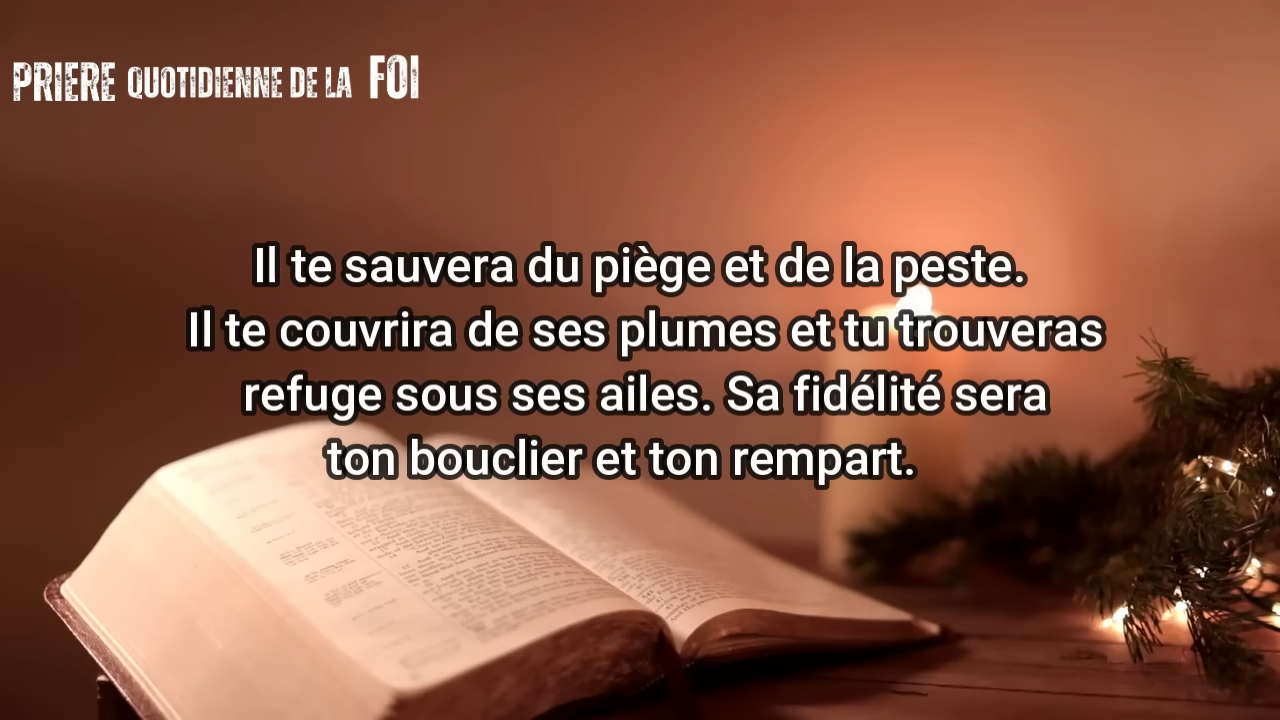 PRIERE QUOTIDIENNE DE LA FOI
Il te sauvera du piège et de la peste.
Il te couvrira de ses plumes et tu trouveras
refuge sous ses ailes. Sa fidélité sera
ton bouclier et ton rempart.